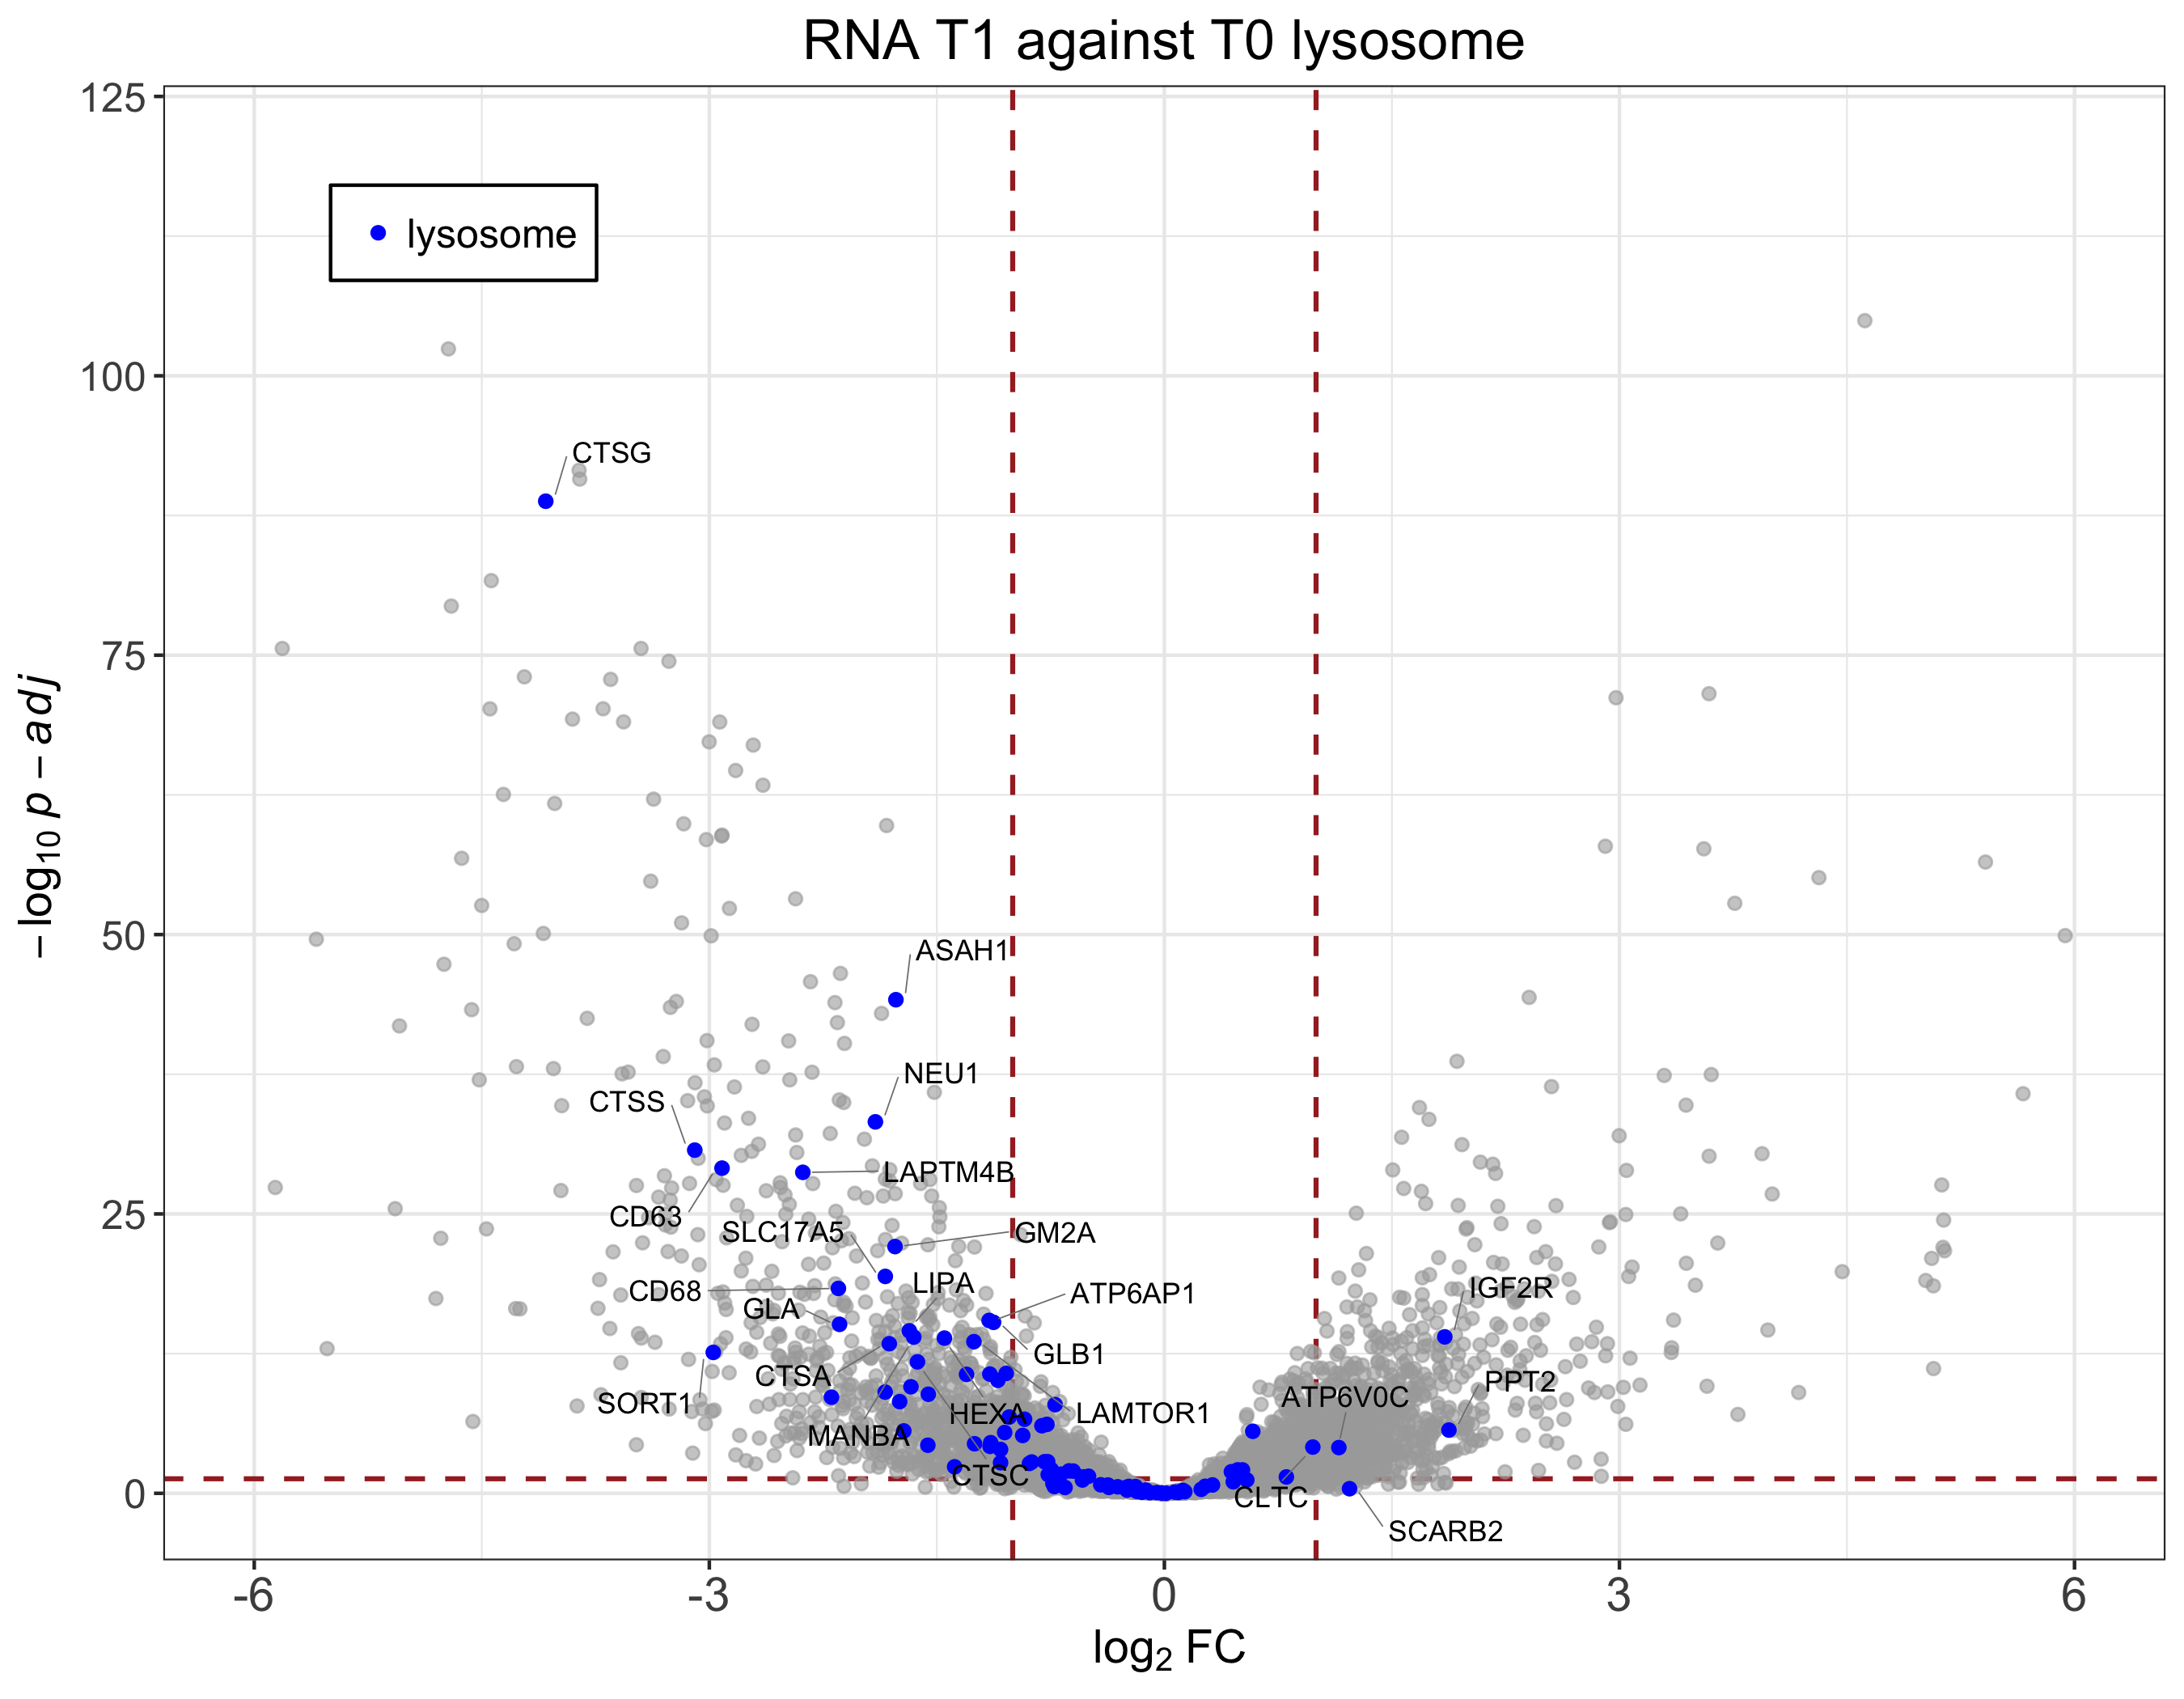 RNA T1 against T0 lysosome
125
lysosome
100
CTSG
75
50
ASAH1
NEU1
CTSS
LAPTM4B
CD63
25
SLC17A5
GM2A
CD68
LIPA
ATP6AP1
IGF2R
GLA
GLB1
CTSA
PPT2
SORT1
ATP6V0C
HEXA
LAMTOR1
MANBA
CTSC
CLTC
0
SCARB2
-6
-3
0
3
6
log2 FC
−log10 p − adj